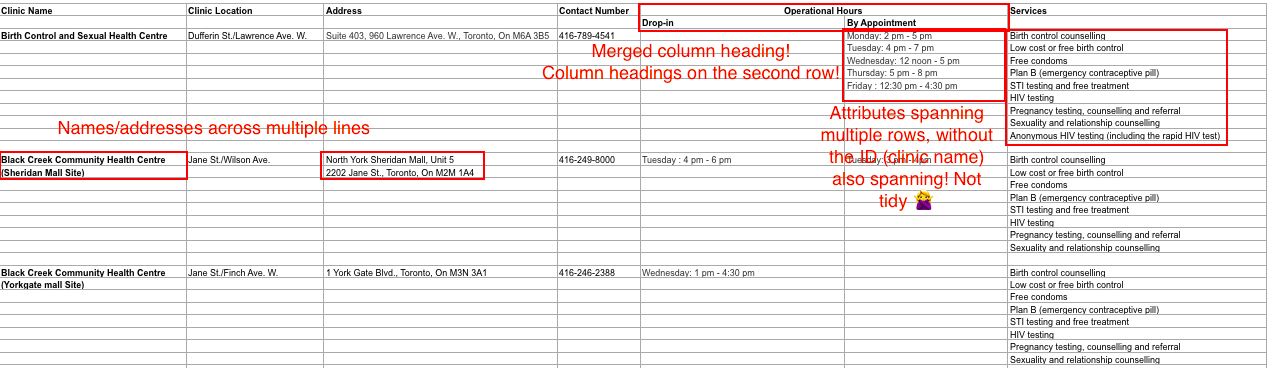 Clinic Name Clinic Location Address Contact Number Operational Hours Services
Drop-in By Appointment
Birth Control and Sexual Health Centre Dufferin St./Lawrence Ave. W. Suite 403, 960 Lawrence Ave. W., Toronto, On M6A 3B5 416-789-4541 Monday: 2 pm - 5 pm Birth control counselling
Tuesday: 4 pm - 7 pm Low cost or free birth control
Wednesday: 12 noon - 5 pm Free condoms
Thursday: 5 pm - 8 pm Plan B (emergency contraceptive pill)
Friday : 12:30 pm - 4:30 pm STI testing and free treatment
HIV testing
Pregnancy testing, counselling and referral
Sexuality and relationship counselling
Anonymous HIV testing (including the rapid HIV test)
Merged column heading!
Column headings on the second row!
Names/addresses across multiple lines
Attributes spanning
multiple rows, without
the ID (clinic name)
also spanning! Not
tidy 🙅
Black Creek Community Health Centre Jane St./Wilson Ave. North York Sheridan Mall, Unit 5 416-249-8000 Tuesday : 4 pm - 6 pm Birth control counselling
(Sheridan Mall Site) 2202 Jane St., Toronto, On M2M 1A4 Low cost or free birth control
Free condoms
Plan B (emergency contraceptive pill)
STI testing and free treatment
HIV testing
Pregnancy testing, counselling and referral
Sexuality and relationship counselling
Black Creek Community Health Centre Jane St./Finch Ave. W. 1 York Gate Blvd., Toronto, On M3N 3A1 416-246-2388 Wednesday: 1 pm - 4:30 pm Birth control counselling
(Yorkgate mall Site) Low cost or free birth control
Free condoms
Plan B (emergency contraceptive pill)
STI testing and free treatment
HIV testing
Pregnancy testing, counselling and referral
Sexuality and relationship counselling